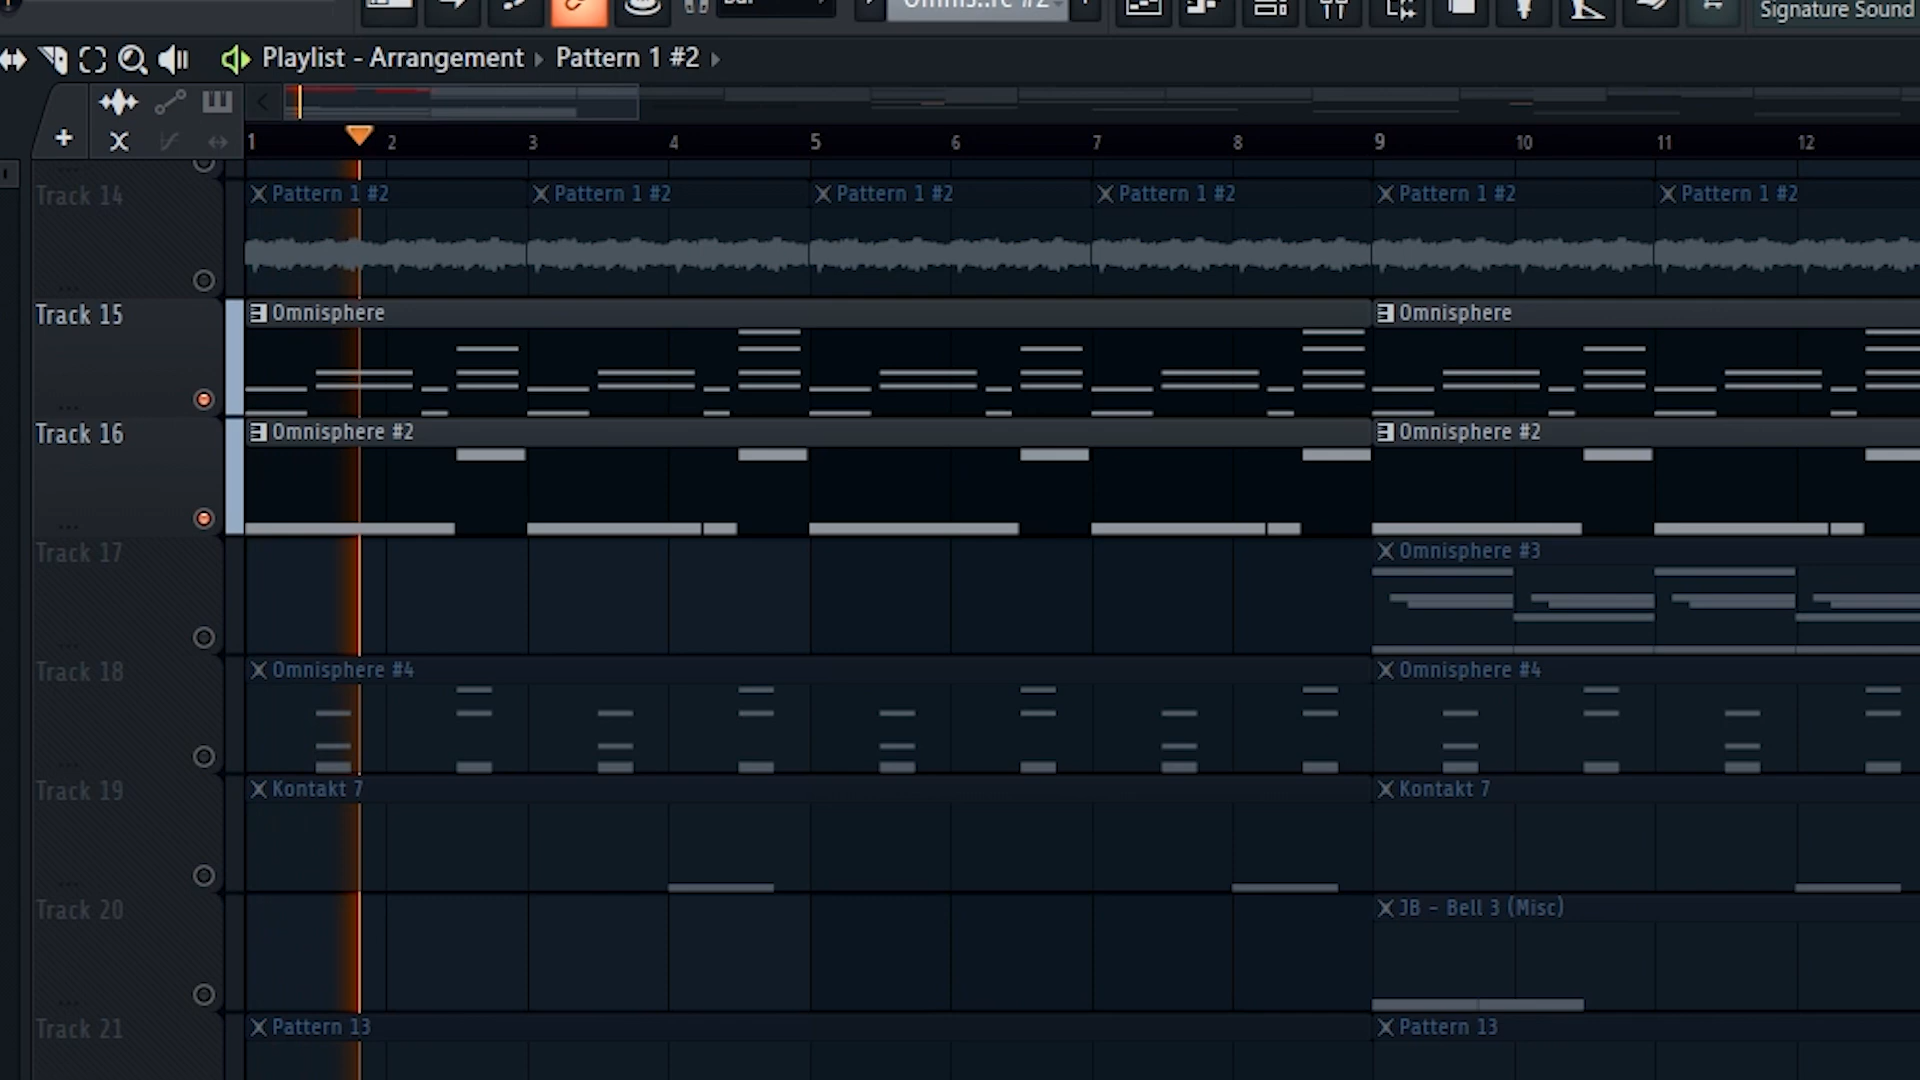 Signature Sound
Playlist - Arrangement ▸ Pattern 1 #2 ▸
1 2 3 4 5 6 7 8 9 10 11 12
Track 14
Pattern 1 #2 Pattern 1 #2 Pattern 1 #2 Pattern 1 #2 Pattern 1 #2 Pattern 1 #2
Track 15
Omnisphere Omnisphere
Track 16
Omnisphere #2 Omnisphere #2
Track 17
Omnisphere #3
Track 18
Omnisphere #4 Omnisphere #4
Track 19
Kontakt 7 Kontakt 7
Track 20
JB - Bell 3 (Misc)
Track 21
Pattern 13 Pattern 13